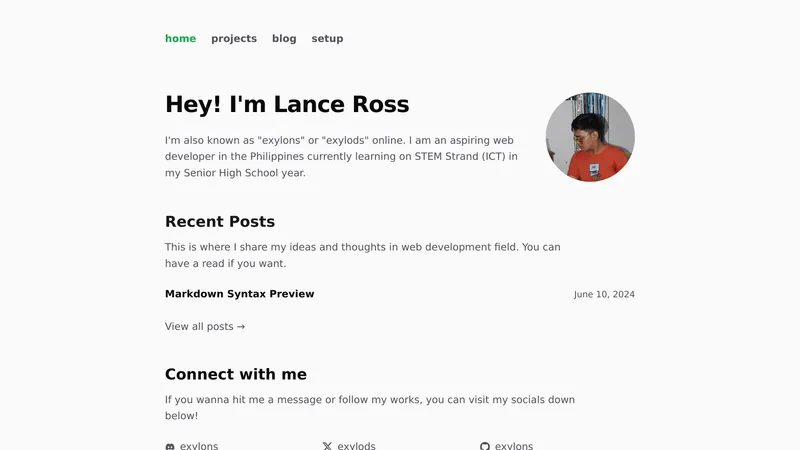 home projects blog setup
Hey! I'm Lance Ross
I'm also known as "exylons" or "exylods" online. I am an aspiring web
developer in the Philippines currently learning on STEM Strand (ICT) in
my Senior High School year.
Recent Posts
This is where I share my ideas and thoughts in web development field. You can
have a read if you want.
Markdown Syntax Preview June 10, 2024
View all posts →
Connect with me
If you wanna hit me a message or follow my works, you can visit my socials down
below!
exylons exylods exylons